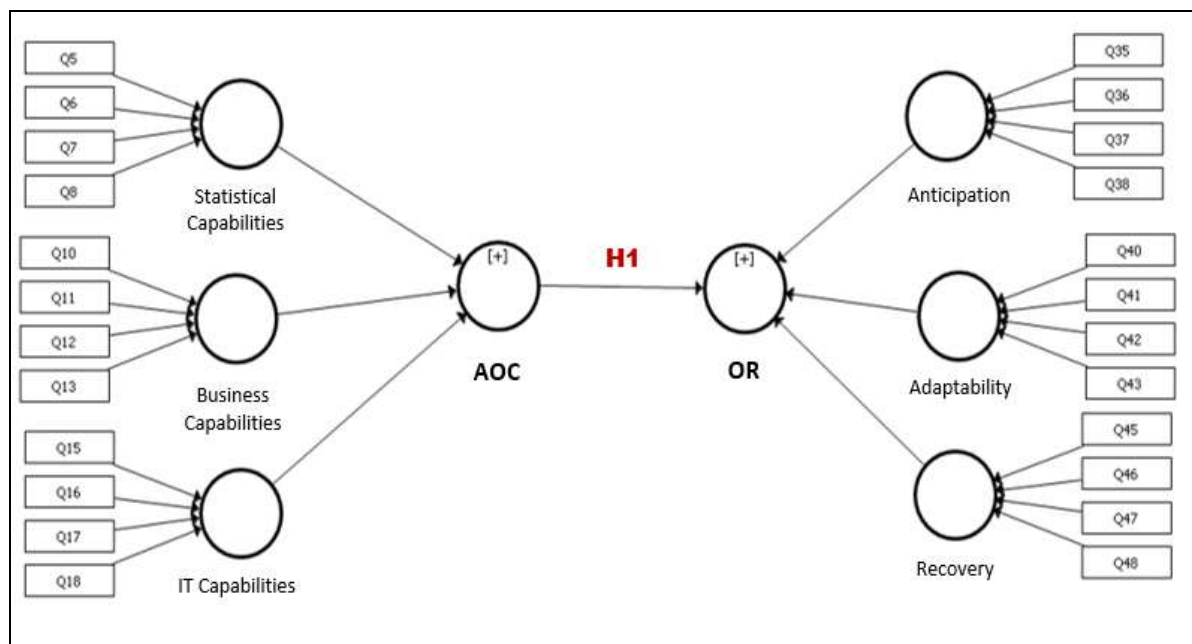 Q5
Q6
Q7
Q8
Statistical
Capabilities
Q10
Q11
Q12
Q13
Business
Capabilities
Q15
Q16
Q17
Q18
IT Capabilities
[+]
AOC
H1
[+]
OR
Q35
Q36
Q37
Q38
Anticipation
Q40
Q41
Q42
Q43
Adaptability
Q45
Q46
Q47
Q48
Recovery